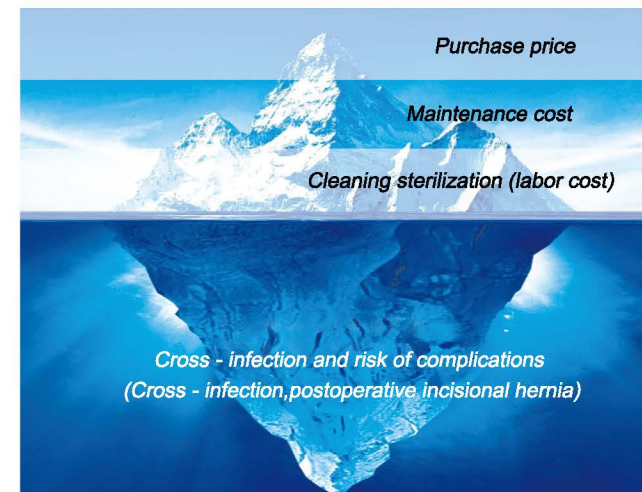 Purchase price
Maintenance cost
Cleaning sterilization (labor cost)
Cross - infection and risk of complications
(Cross - infection,postoperative incisional hernia)